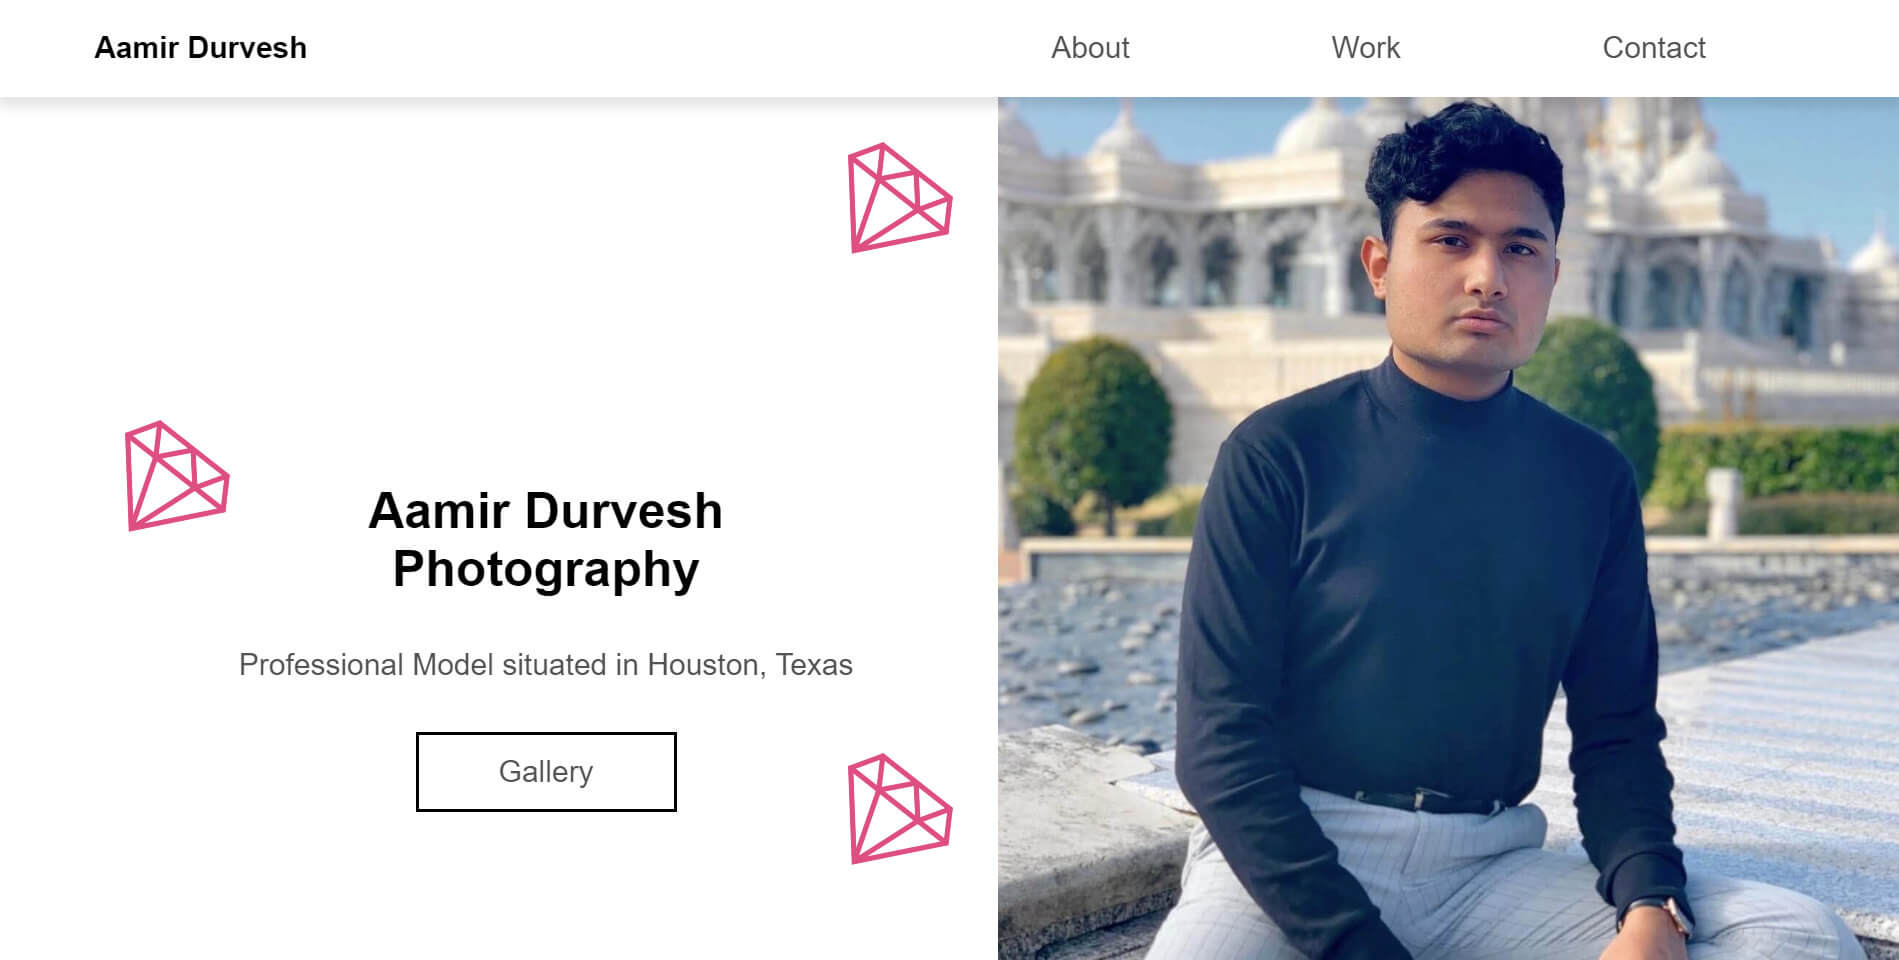 Aamir Durvesh
About
Work
Contact
Aamir Durvesh
Photography
Professional Model situated in Houston, Texas
Gallery